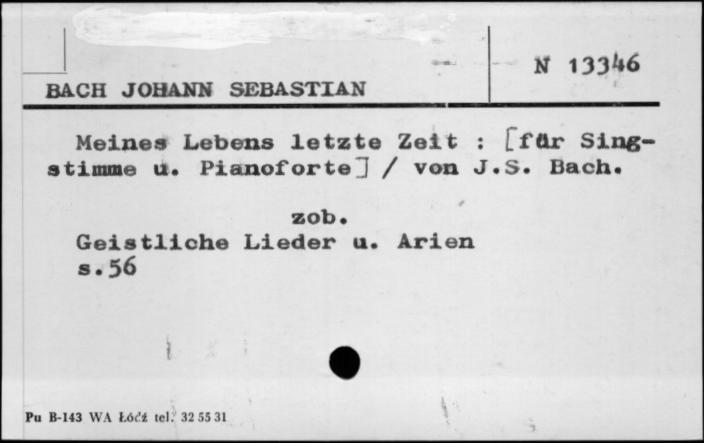 N 13346
BACH JOHANN SEBASTIAN
Meines Lebens letzte Zeit : [für Sing-
stimme u. Pianoforte] / von J.S. Bach.
zob.
Geistliche Lieder u. Arien
s.56
Pu B-143 WA Łódź tel. 32 55 31